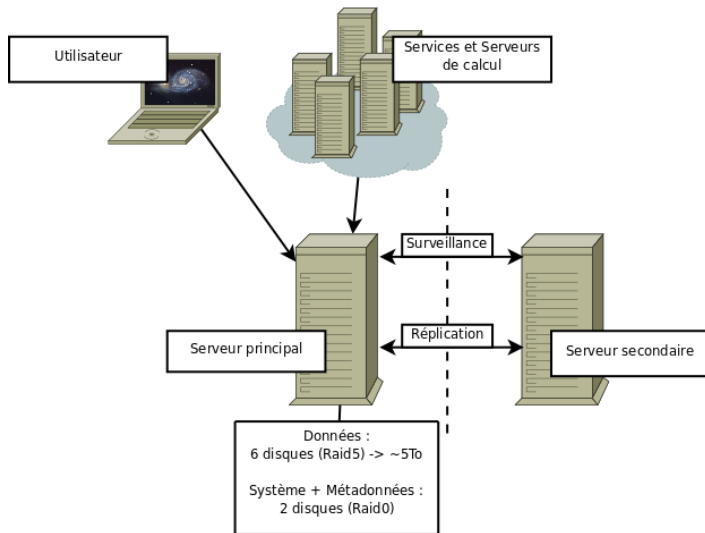 Utilisateur
Services et Serveurs
de calcul
Surveillance
Réplication
Serveur principal
Serveur secondaire
Données :
6 disques (Raid5) -> ~5To
Système + Métadonnées :
2 disques (Raid0)